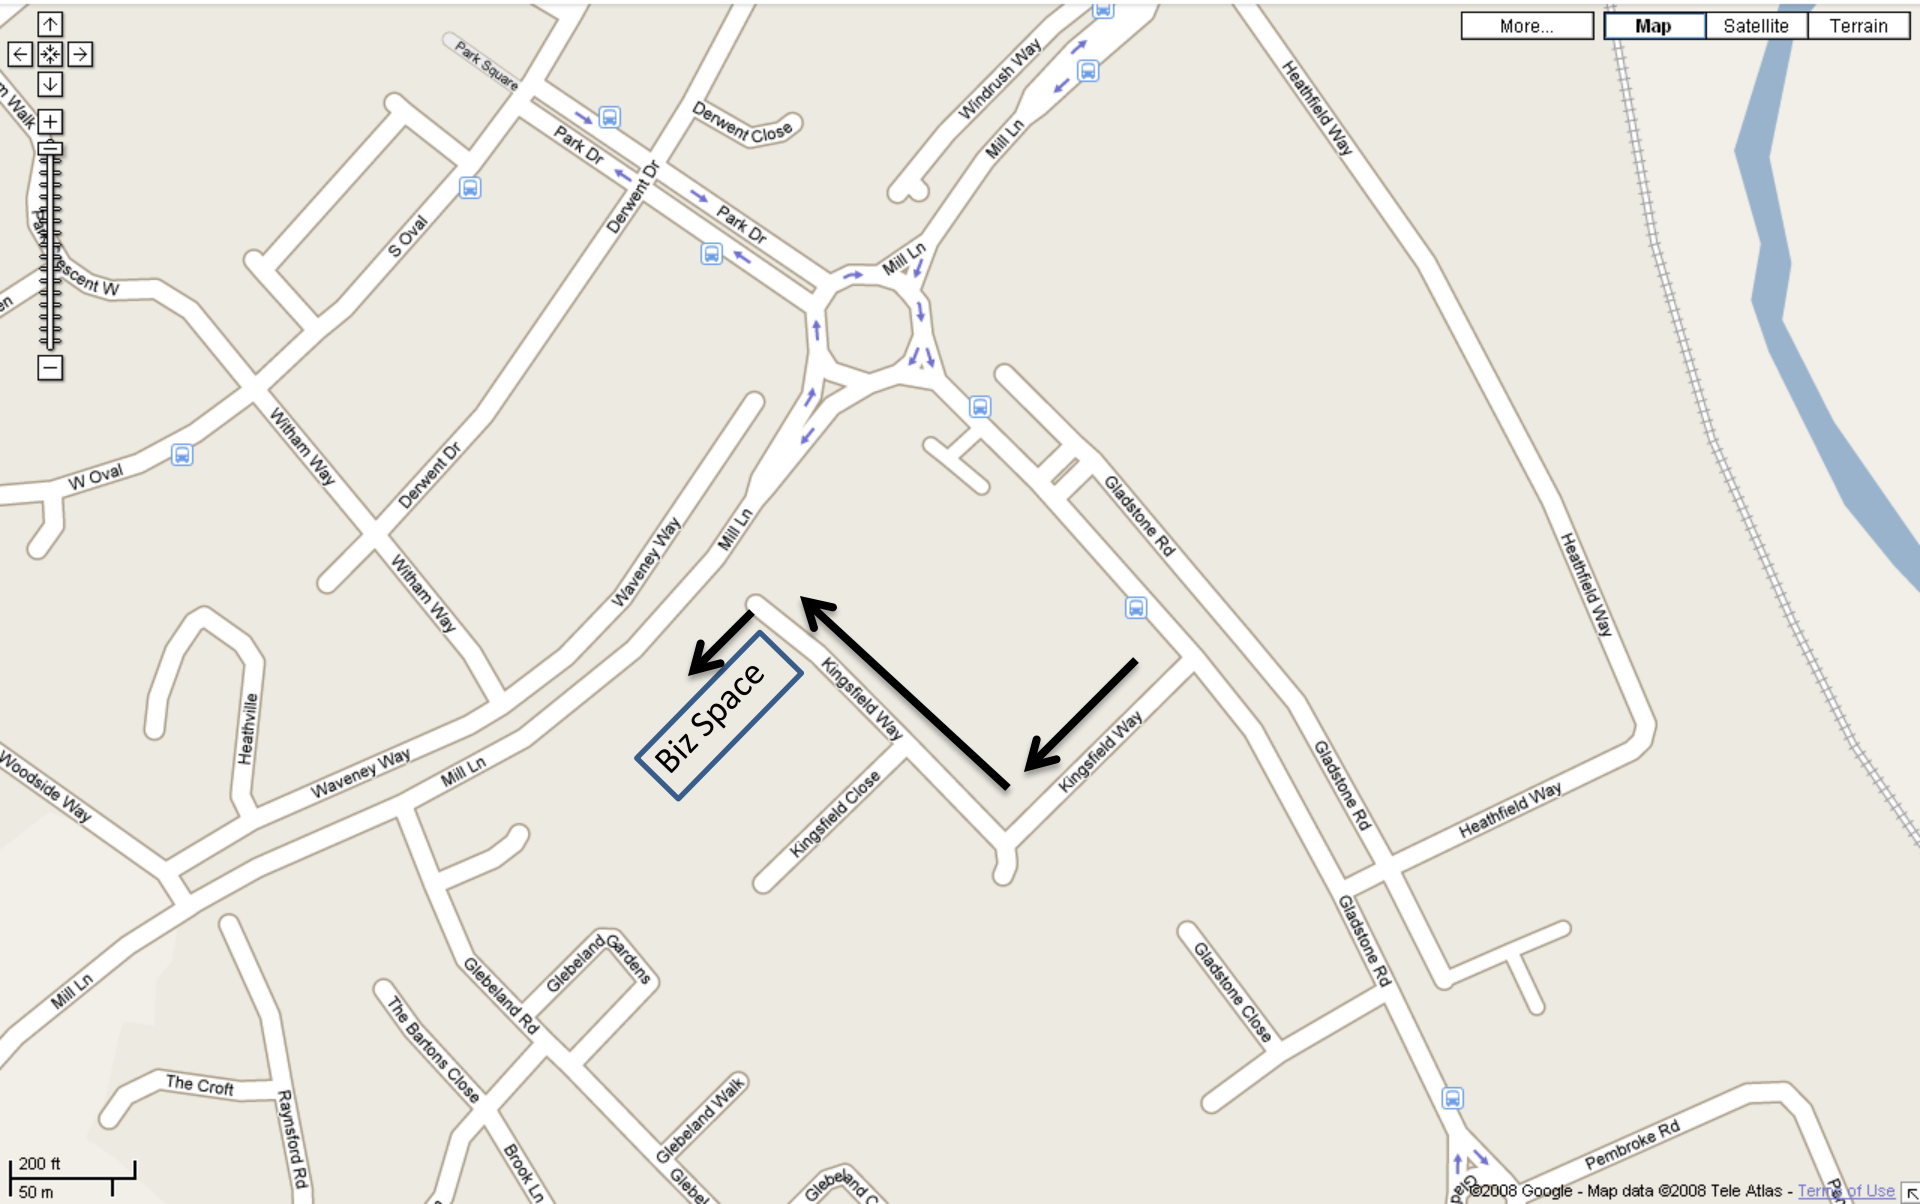 More...
Map
Satellite
Terrain
Park Square
Windrush Way
Heathfield Way
Derwent Close
Park Dr
Mill Ln
Derwent Dr
Park Dr
S Oval
Mill Ln
Witham Way
W Oval
Derwent Dr
Gladstone Rd
Mill Ln
Waveney Way
Witham Way
Heathfield Way
Biz Space
Kingsfield Way
Kingsfield Way
Heathville
Waveney Way
Mill Ln
Woodside Way
Gladstone Rd
Kingsfield Close
Heathfield Way
Gladstone Rd
Glebeland Gardens
Mill Ln
Glebeland Rd
Gladstone Close
The Bartons Close
The Croft
Raynsford Rd
Glebeland Walk
Brook Ln
Pembroke Rd
200 ft
50 m
©2008 Google - Map data ©2008 Tele Atlas - Terms of Use